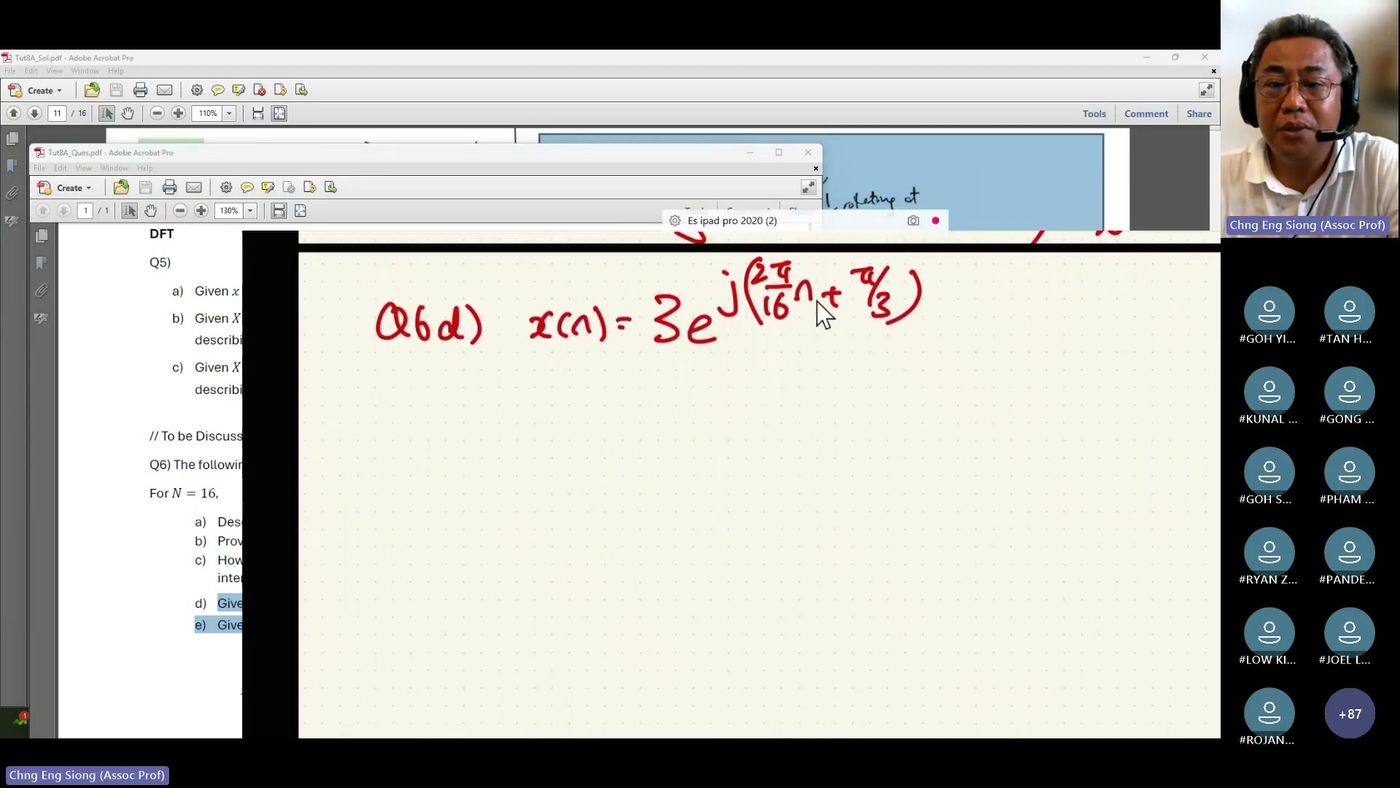 Tut8A_Sol.pdf - Adobe Acrobat Pro
File Edit View Window Help
Create
11 / 16 110% Tools Comment Share
Tut8A_Ques.pdf - Adobe Acrobat Pro
File Edit View Window Help
Create
1 / 1 130%
rotating at
Es ipad pro 2020 (2)
DFT
Q5)
a) Given x
b) Given X
describi
c) Given X
describi
// To be Discuss
Q6) The followin
For N = 16,
a) Des
b) Prov
c) How
inter
d) Give
e) Give
Q6d) x(n) = 3e^j(2π/16 n + π/3)
Chng Eng Siong (Assoc Prof)
#GOH YI... #TAN H...
#KUNAL ... #GONG ...
#GOH S... #PHAM ...
#RYAN Z... #PANDE...
#LOW KI... #JOEL L...
#ROJAN... +87
Chng Eng Siong (Assoc Prof)